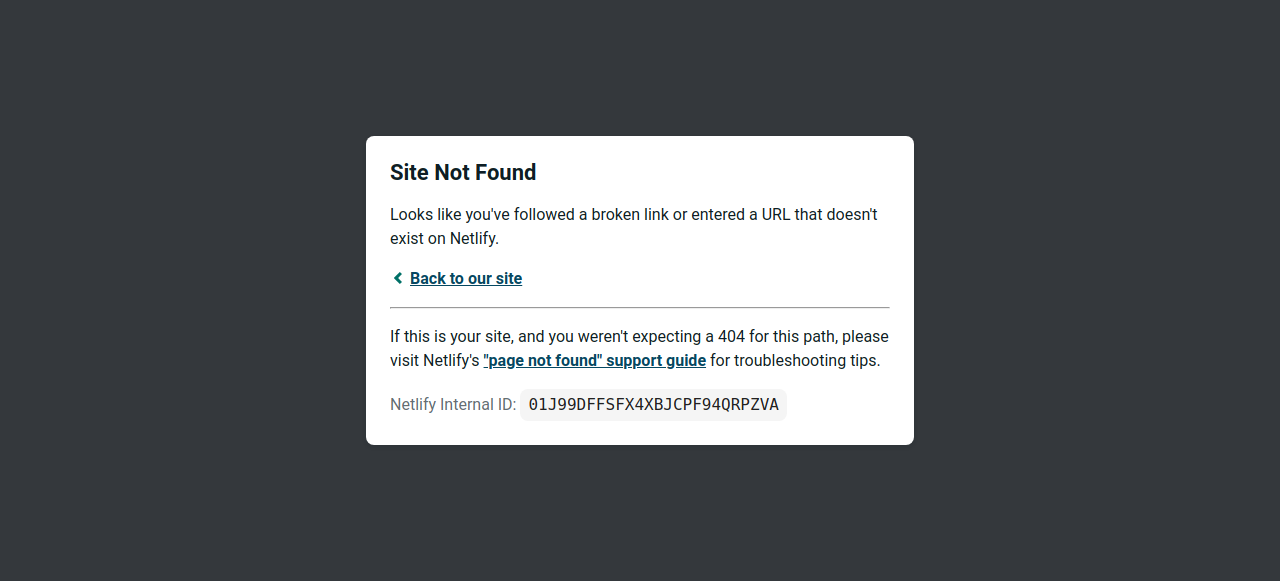 Site Not Found
Looks like you've followed a broken link or entered a URL that doesn't
exist on Netlify.
Back to our site
If this is your site, and you weren't expecting a 404 for this path, please
visit Netlify's "page not found" support guide for troubleshooting tips.
Netlify Internal ID: 01J99DFFSFX4XBJCPF94QRPZVA